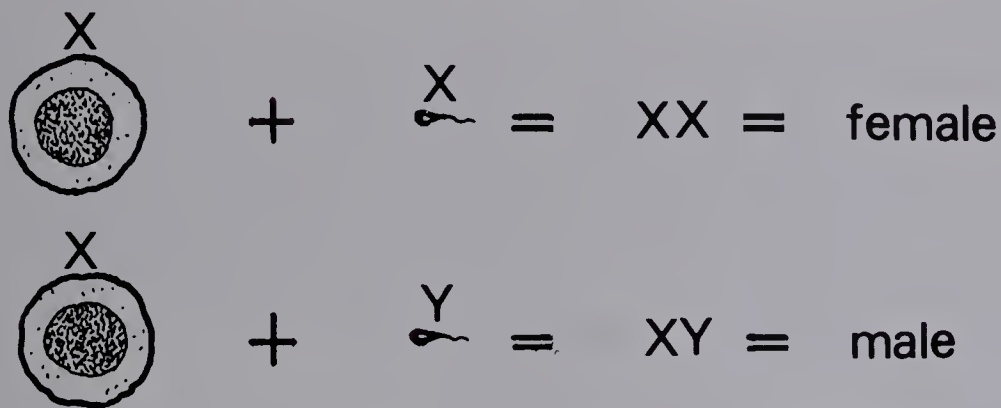 X
X
+ = XX = female
X
Y
+ = XY = male